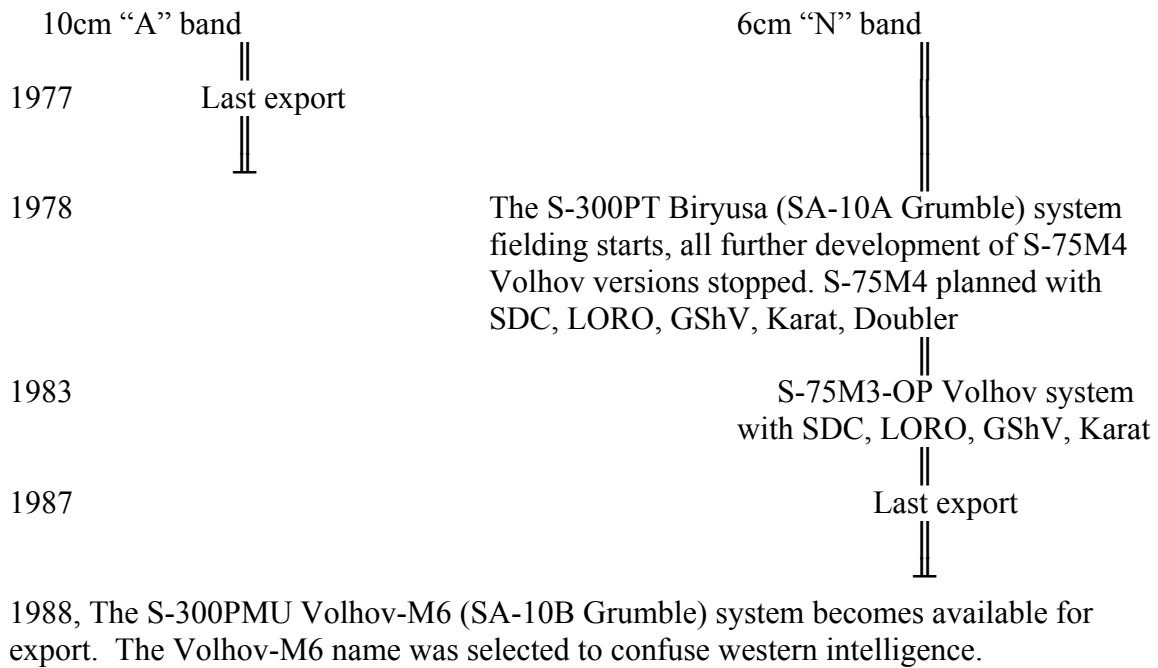 10cm “A” band 6cm “N” band
1977 Last export
1978 The S-300PT Biryusa (SA-10A Grumble) system
fielding starts, all further development of S-75M4
Volhov versions stopped. S-75M4 planned with
SDC, LORO, GShV, Karat, Doubler
1983 S-75M3-OP Volhov system
with SDC, LORO, GShV, Karat
1987 Last export
1988, The S-300PMU Volhov-M6 (SA-10B Grumble) system becomes available for
export.  The Volhov-M6 name was selected to confuse western intelligence.